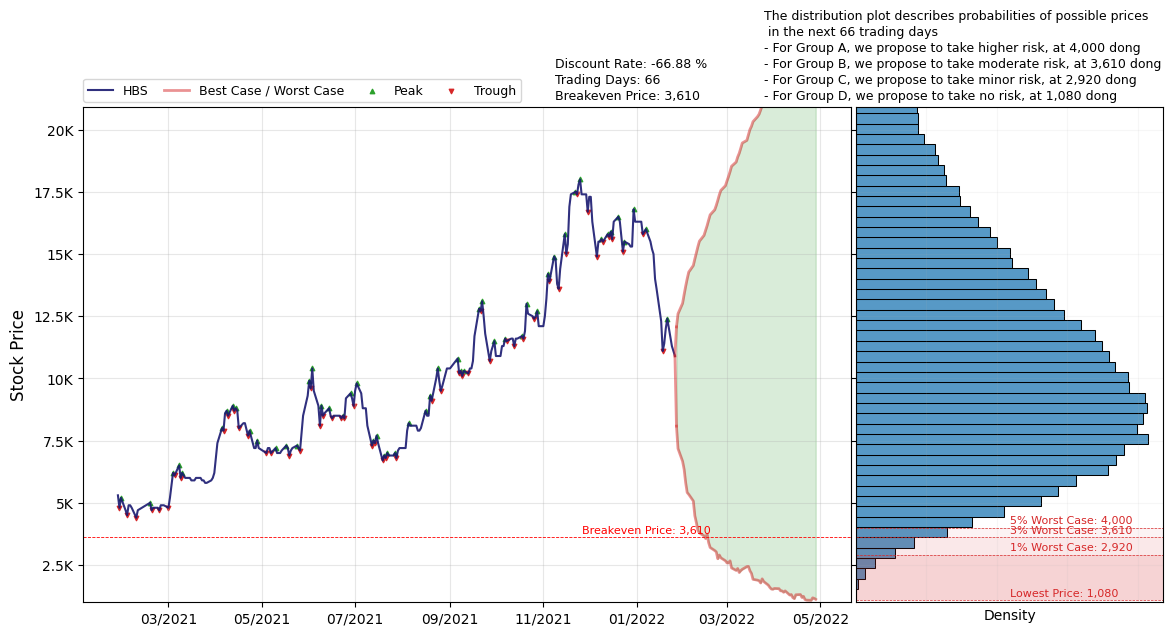 The distribution plot describes probabilities of possible prices
in the next 66 trading days
- For Group A, we propose to take higher risk, at 4,000 dong
- For Group B, we propose to take moderate risk, at 3,610 dong
- For Group C, we propose to take minor risk, at 2,920 dong
- For Group D, we propose to take no risk, at 1,080 dong
Discount Rate: -66.88 %
Trading Days: 66
Breakeven Price: 3,610
HBS
Best Case / Worst Case
Peak
Trough
Stock Price
20K
17.5K
15K
12.5K
10K
7.5K
5K
2.5K
Breakeven Price: 3,610
5% Worst Case: 4,000
3% Worst Case: 3,610
1% Worst Case: 2,920
Lowest Price: 1,080
03/2021
05/2021
07/2021
09/2021
11/2021
01/2022
03/2022
05/2022
Density